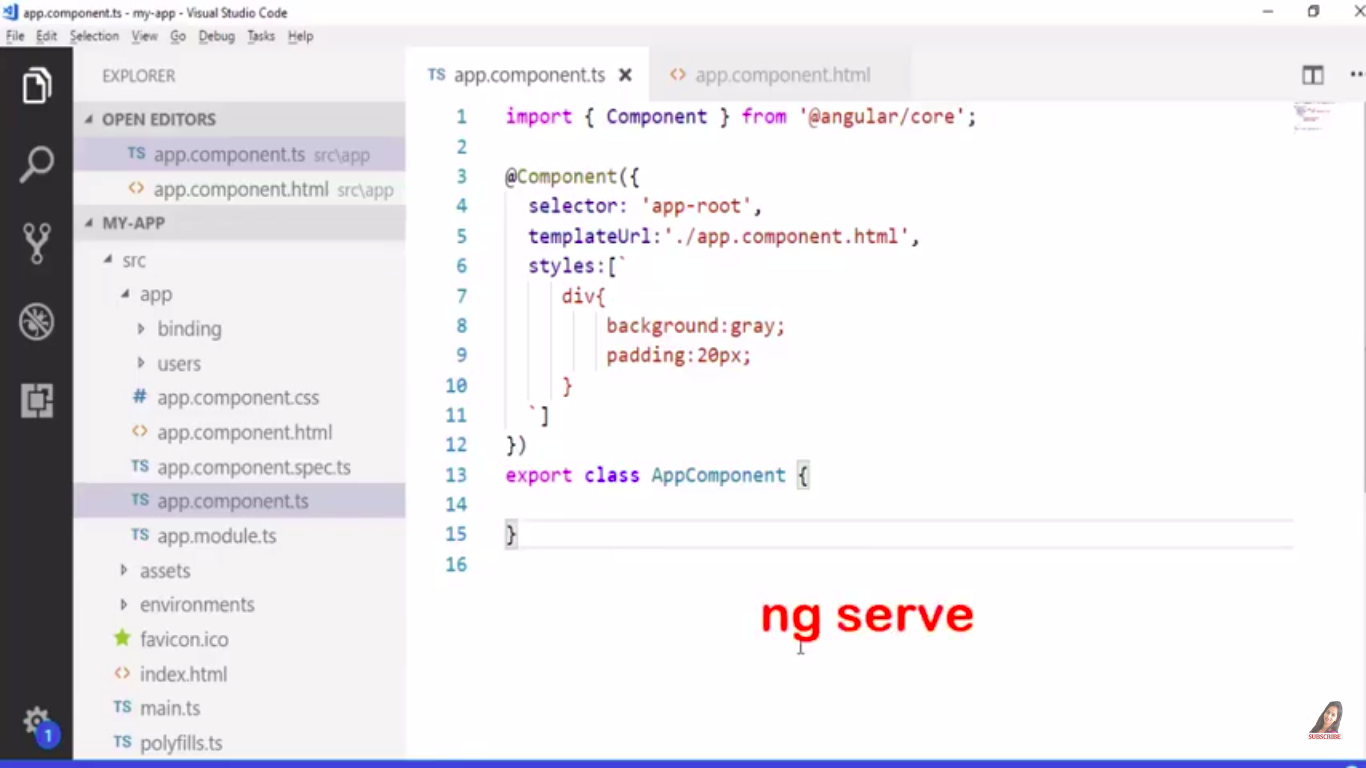 app.component.ts - my-app - Visual Studio Code
File Edit Selection View Go Debug Tasks Help
EXPLORER
OPEN EDITORS
TS app.component.ts src\app
<> app.component.html src\app
MY-APP
src
app
binding
users
# app.component.css
<> app.component.html
TS app.component.spec.ts
TS app.component.ts
TS app.module.ts
assets
environments
favicon.ico
<> index.html
TS main.ts
TS polyfills.ts
1
TS app.component.ts
<> app.component.html
1 import { Component } from '@angular/core';
2
3 @Component({
4 selector: 'app-root',
5 templateUrl:'./app.component.html',
6 styles:[`
7 div{
8 background:gray;
9 padding:20px;
10 }
11 `]
12 })
13 export class AppComponent {
14
15 }
16
ng serve
SUBSCRIBE